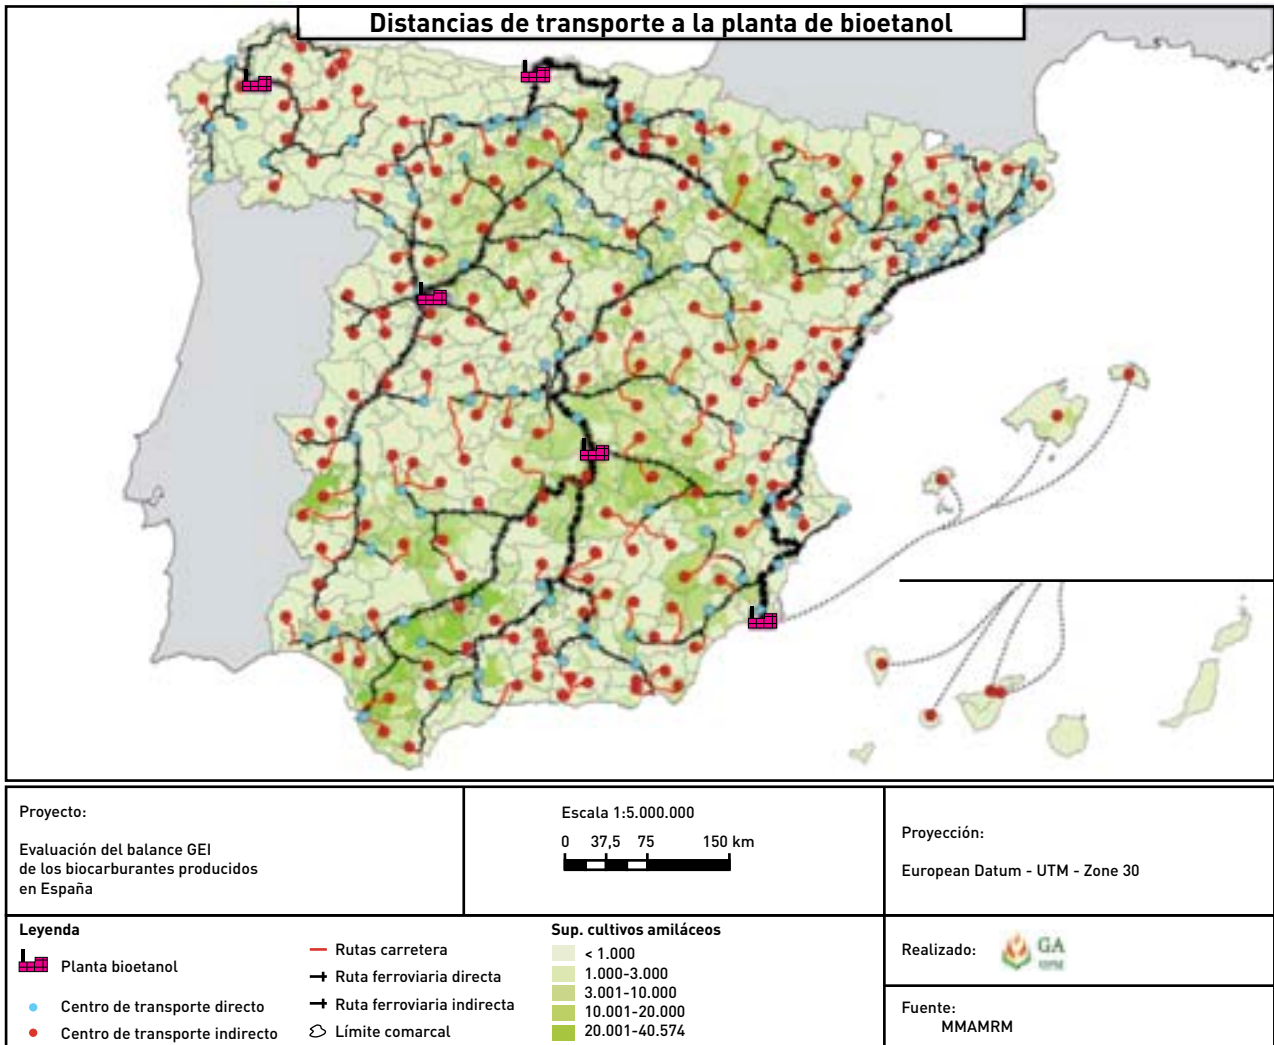 Distancias de transporte a la planta de bioetanol
Proyecto:
Evaluación del balance GEI
de los biocarburantes producidos
en España
Escala 1:5.000.000
0 37,5 75 150 km
Proyección:
European Datum - UTM - Zone 30
Leyenda
Planta bioetanol
Centro de transporte directo
Centro de transporte indirecto
Rutas carretera
Ruta ferroviaria directa
Ruta ferroviaria indirecta
Límite comarcal
Sup. cultivos amiláceos
< 1.000
1.000-3.000
3.001-10.000
10.001-20.000
20.001-40.574
Realizado:
GA
Fuente:
MMAMRM